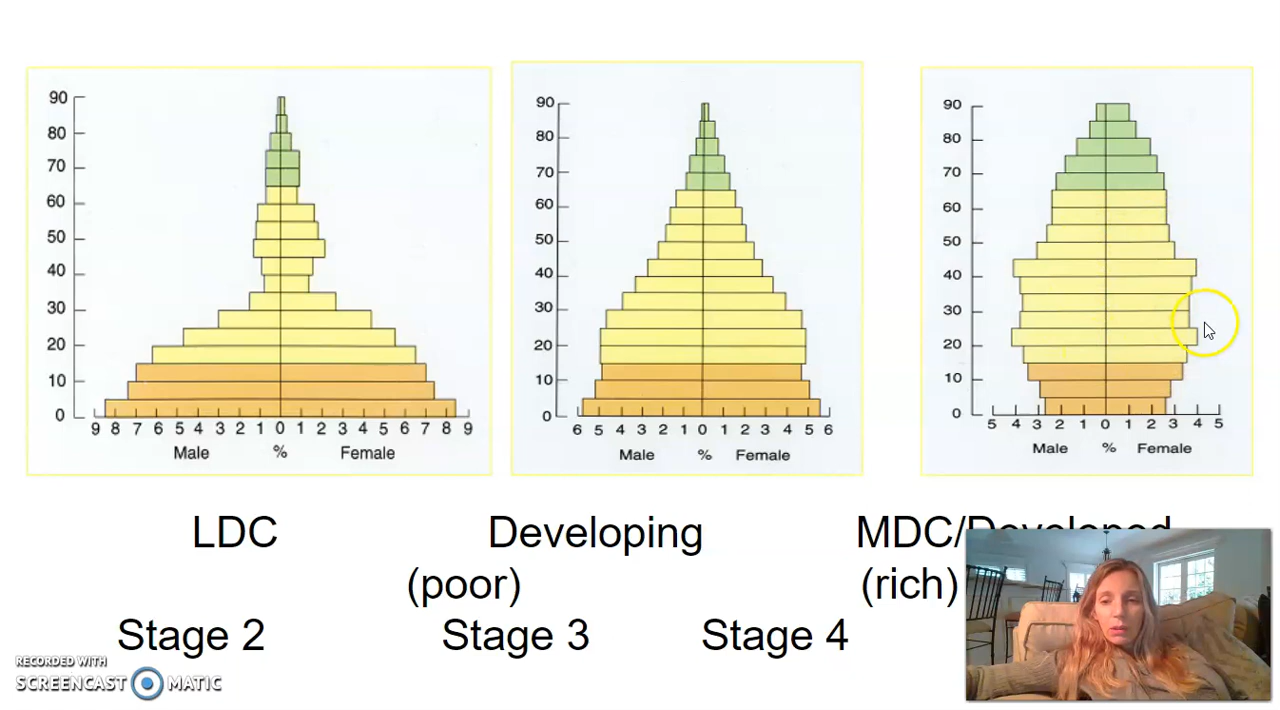 90
80
70
60
50
40
30
20
10
0
9 8 7 6 5 4 3 2 1 0 1 2 3 4 5 6 7 8 9
Male % Female
90
80
70
60
50
40
30
20
10
0
6 5 4 3 2 1 0 1 2 3 4 5 6
Male % Female
90
80
70
60
50
40
30
20
10
0
5 4 3 2 1 0 1 2 3 4 5
Male % Female
LDC Developing MDC/Developed
(poor) (rich)
Stage 2 Stage 3 Stage 4
RECORDED WITH
SCREENCAST MATIC